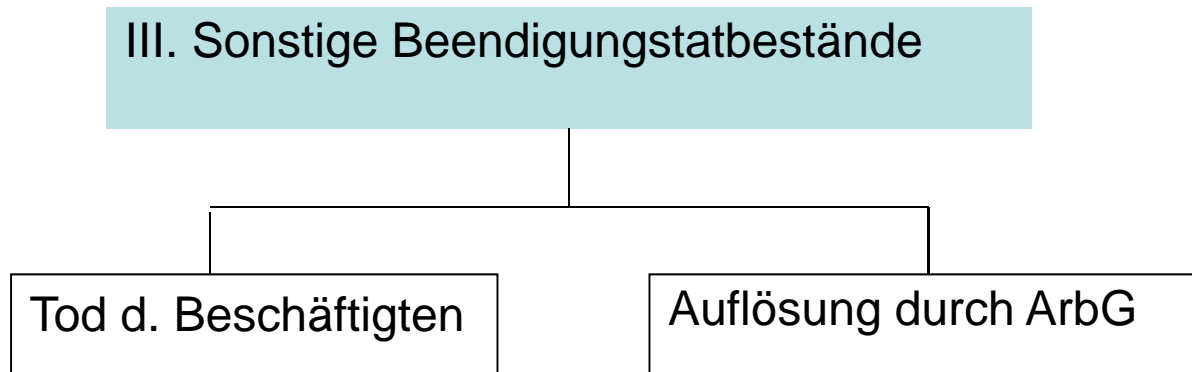 III. Sonstige Beendigungstatbestände
Tod d. Beschäftigten
Auflösung durch ArbG